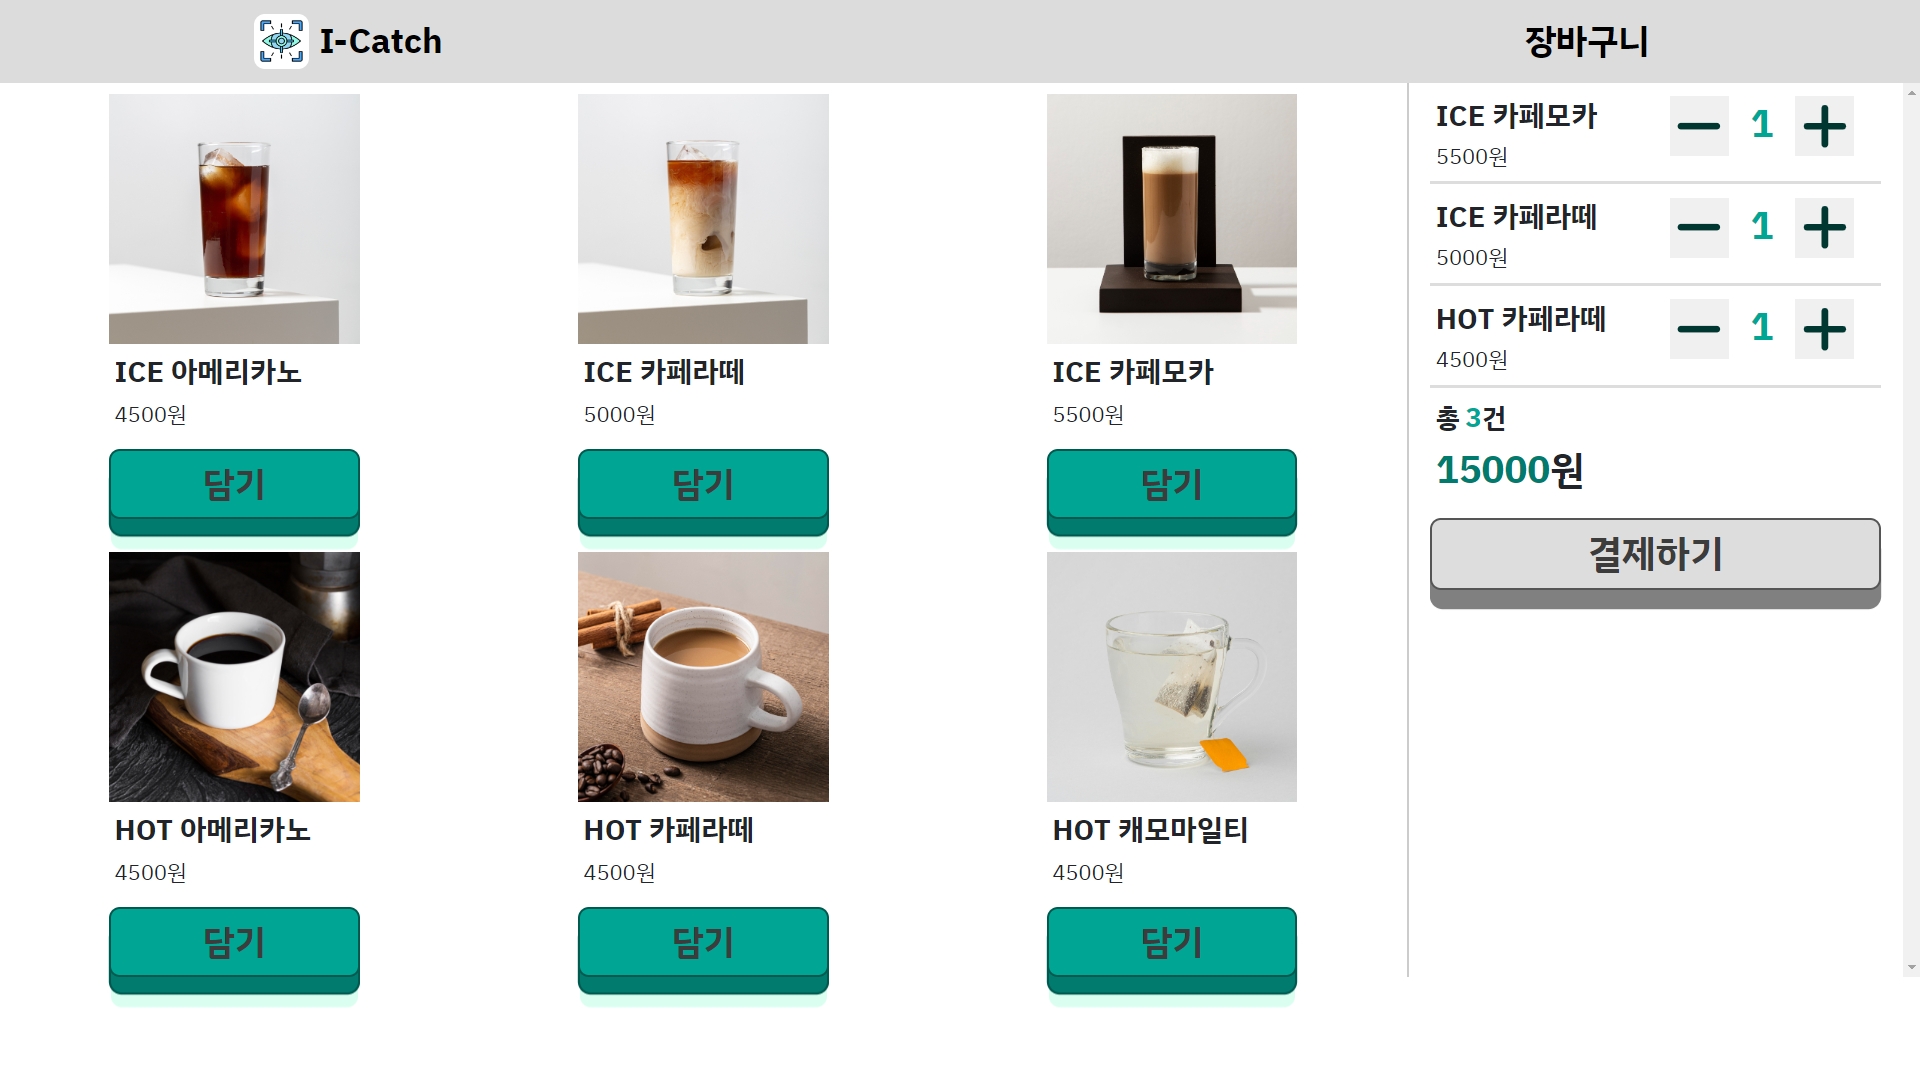 I-Catch
장바구니
ICE 아메리카노
4500원
담기
ICE 카페라떼
5000원
담기
ICE 카페모카
5500원
담기
HOT 아메리카노
4500원
담기
HOT 카페라떼
4500원
담기
HOT 캐모마일티
4500원
담기
ICE 카페모카
5500원
1
ICE 카페라떼
5000원
1
HOT 카페라떼
4500원
1
총 3건
15000원
결제하기